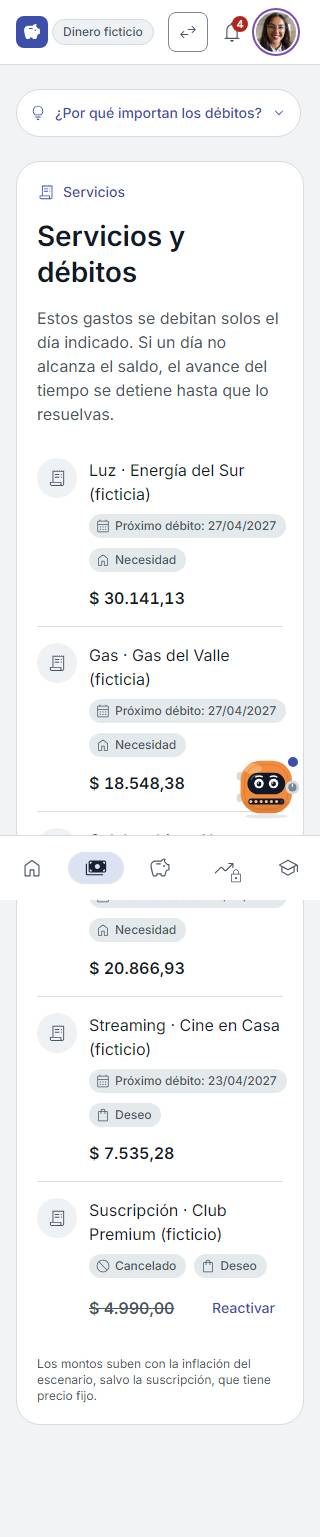 Dinero ficticio
4
¿Por qué importan los débitos?
Servicios
Servicios y
débitos
Estos gastos se debitan solos el
día indicado. Si un día no
alcanza el saldo, el avance del
tiempo se detiene hasta que lo
resuelvas.
Luz · Energía del Sur
(ficticia)
Próximo débito: 27/04/2027
Necesidad
$ 30.141,13
Gas · Gas del Valle
(ficticia)
Próximo débito: 27/04/2027
Necesidad
$ 18.548,38
Necesidad
$ 20.866,93
Streaming · Cine en Casa
(ficticio)
Próximo débito: 23/04/2027
Deseo
$ 7.535,28
Suscripción · Club
Premium (ficticio)
Cancelado
Deseo
$ 4.990,00
Reactivar
Los montos suben con la inflación del
escenario, salvo la suscripción, que tiene
precio fijo.